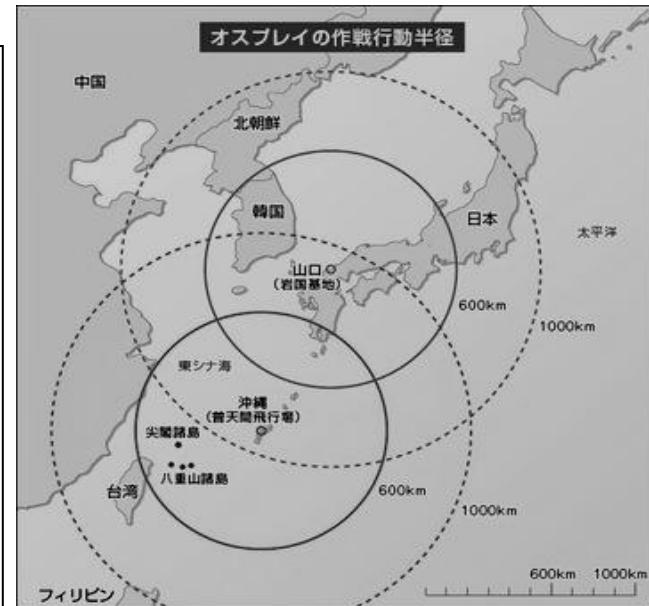 オスプレイの作戦行動半径
中国
北朝鮮
韓国
日本
太平洋
山口
(岩国基地)
600km
1000km
東シナ海
沖縄
(普天間飛行場)
尖閣諸島
八重山諸島
台湾
600km
1000km
フィリピン
600km 1000km